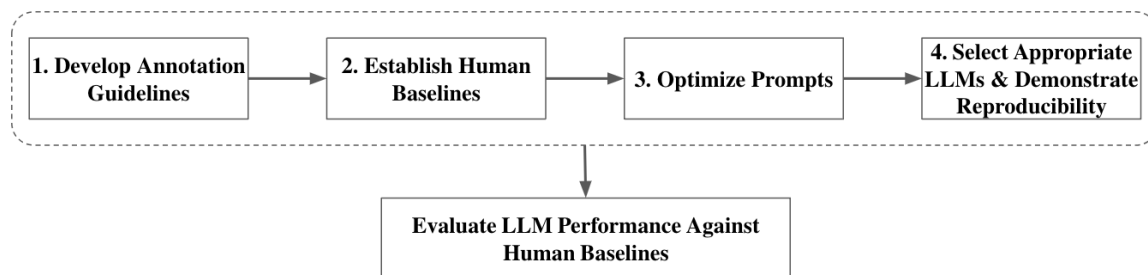 1. Develop Annotation
Guidelines
2. Establish Human
Baselines
3. Optimize Prompts
4. Select Appropriate
LLMs & Demonstrate
Reproducibility
Evaluate LLM Performance Against
Human Baselines